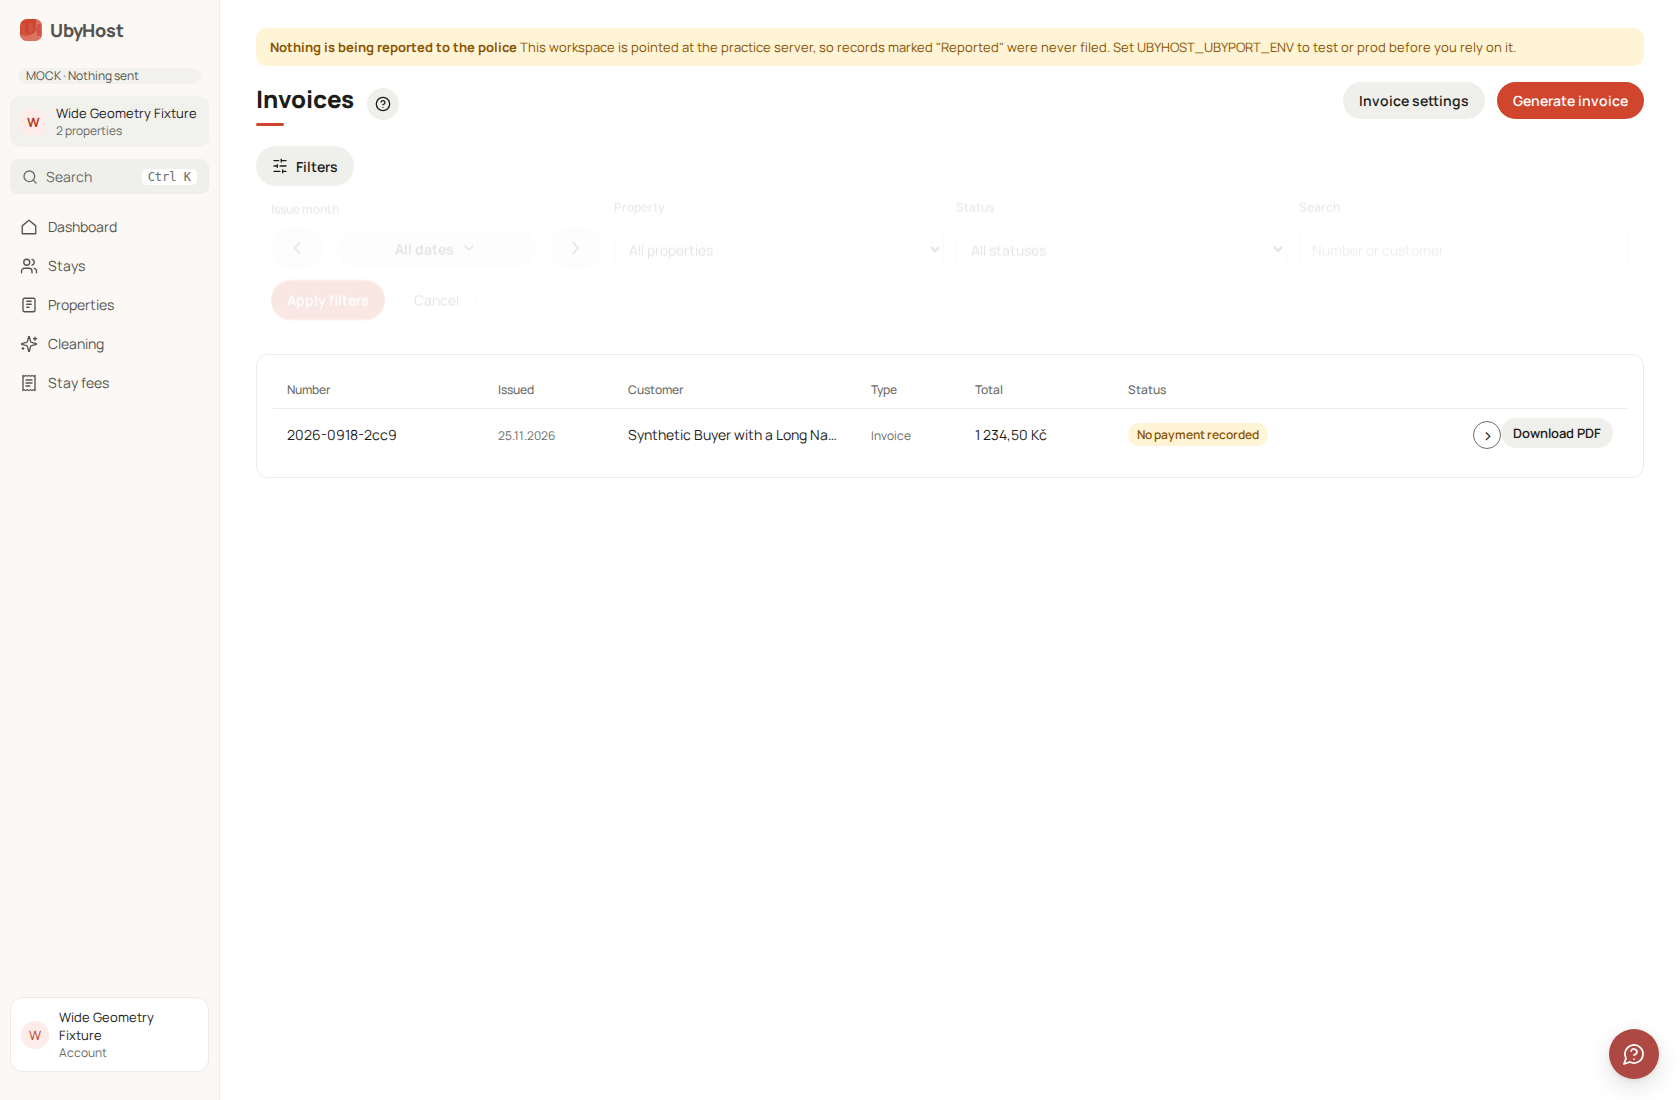 UbyHost
MOCK · Nothing sent
W
Wide Geometry Fixture
2 properties
Search
Ctrl K
Dashboard
Stays
Properties
Cleaning
Stay fees
W
Wide Geometry
Fixture
Account
Nothing is being reported to the police This workspace is pointed at the practice server, so records marked "Reported" were never filed. Set UBYHOST_UBYPORT_ENV to test or prod before you rely on it.
Invoices
Invoice settings
Generate invoice
Filters
Issue month
Property
Status
Search
All dates
All properties
All statuses
Number or customer
Apply filters
Cancel
Number
Issued
Customer
Type
Total
Status
2026-0918-2cc9
25.11.2026
Synthetic Buyer with a Long Na...
Invoice
1 234,50 Kč
No payment recorded
Download PDF